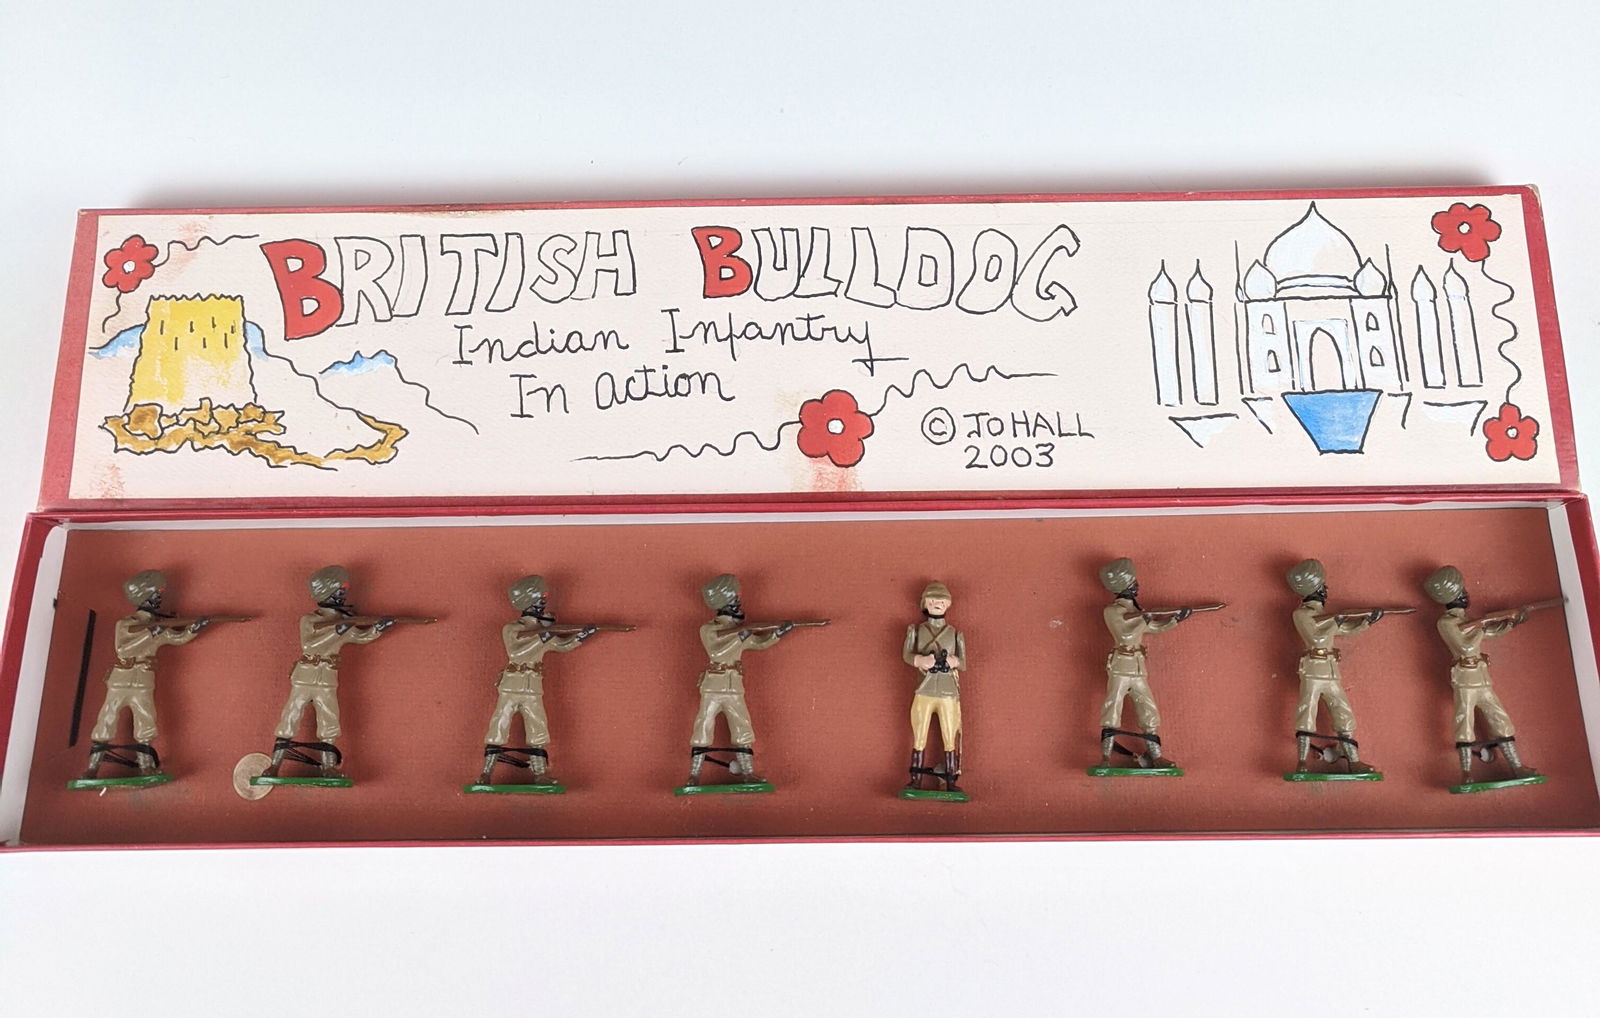 BRITISH BULLDOG
Indian Infantry
In action
© JO HALL
2003